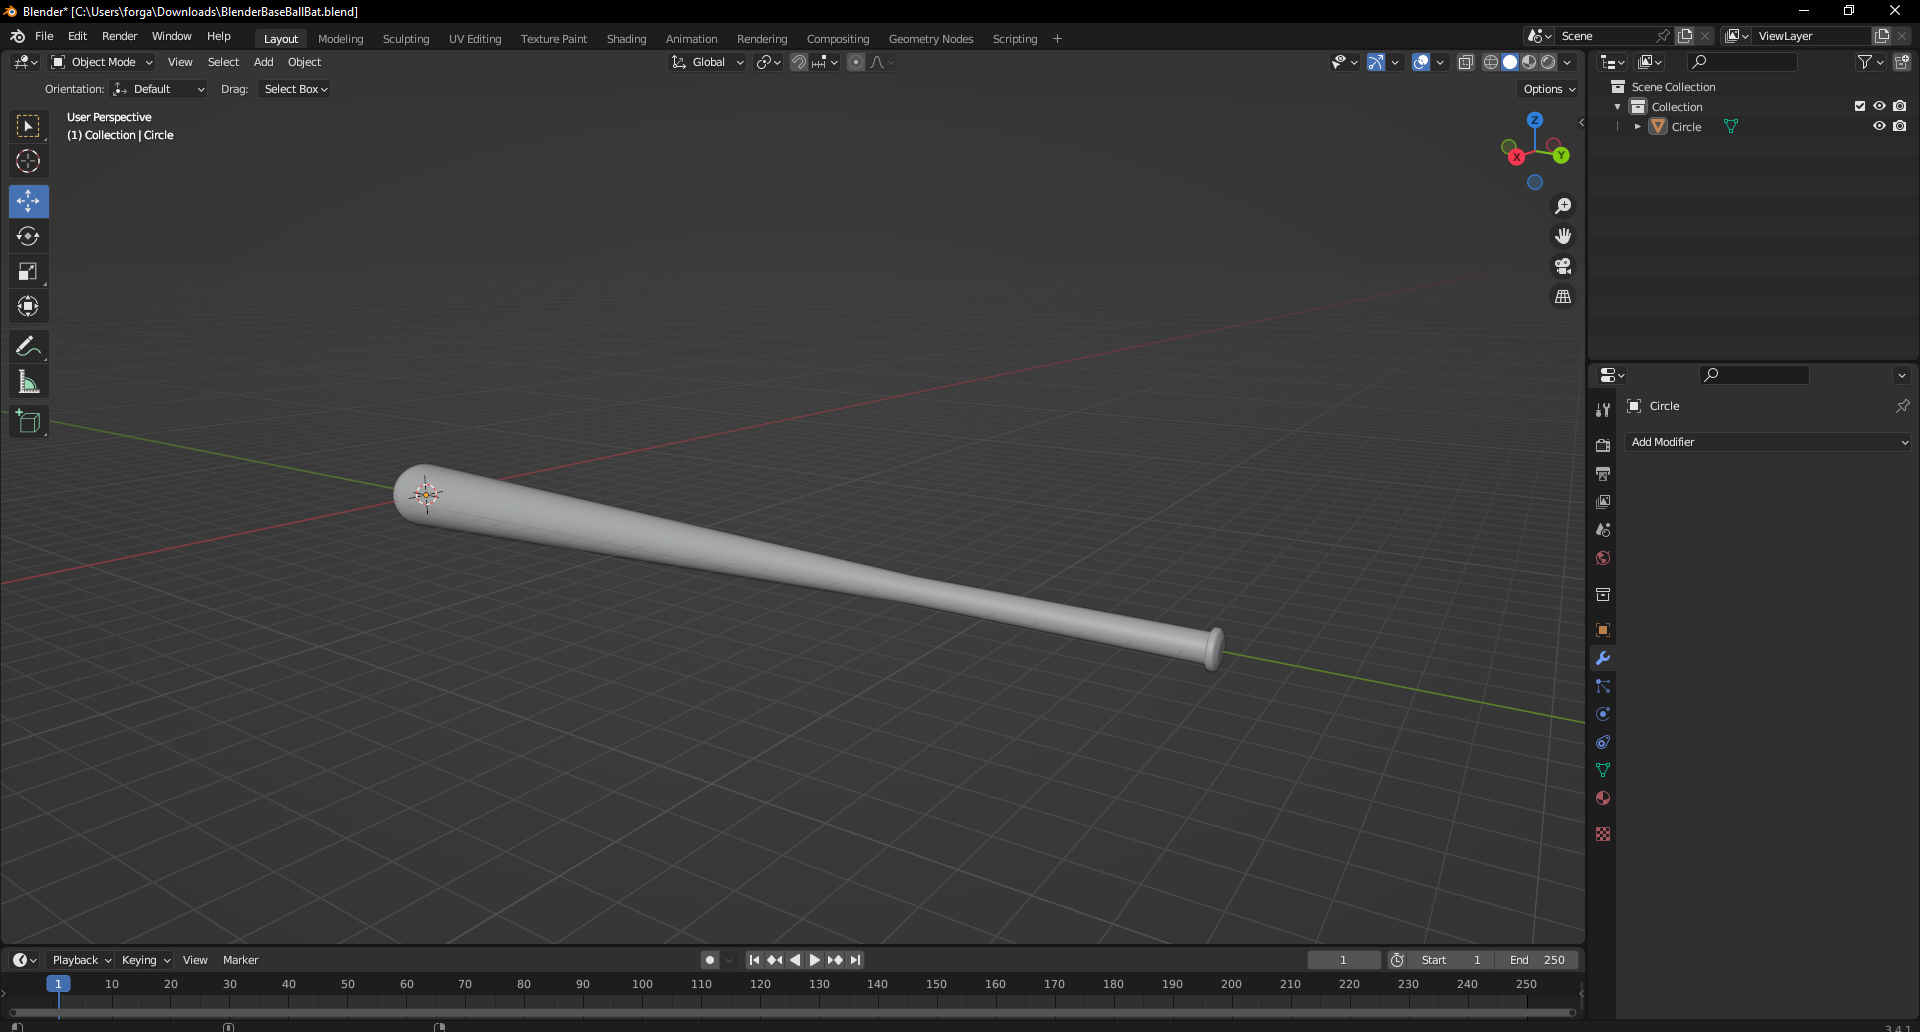 Blender* [C:\Users\forga\Downloads\BlenderBaseBallBat.blend]
File Edit Render Window Help Layout Modeling Sculpting UV Editing Texture Paint Shading Animation Rendering Compositing Geometry Nodes Scripting + Scene ViewLayer
Object Mode View Select Add Object Global
Orientation: Default Drag: Select Box Options
User Perspective
(1) Collection | Circle
Z
X Y
Scene Collection
Collection
Circle
Circle
Add Modifier
Playback Keying View Marker 1 Start 1 End 250
1 10 20 30 40 50 60 70 80 90 100 110 120 130 140 150 160 170 180 190 200 210 220 230 240 250
3.4.1